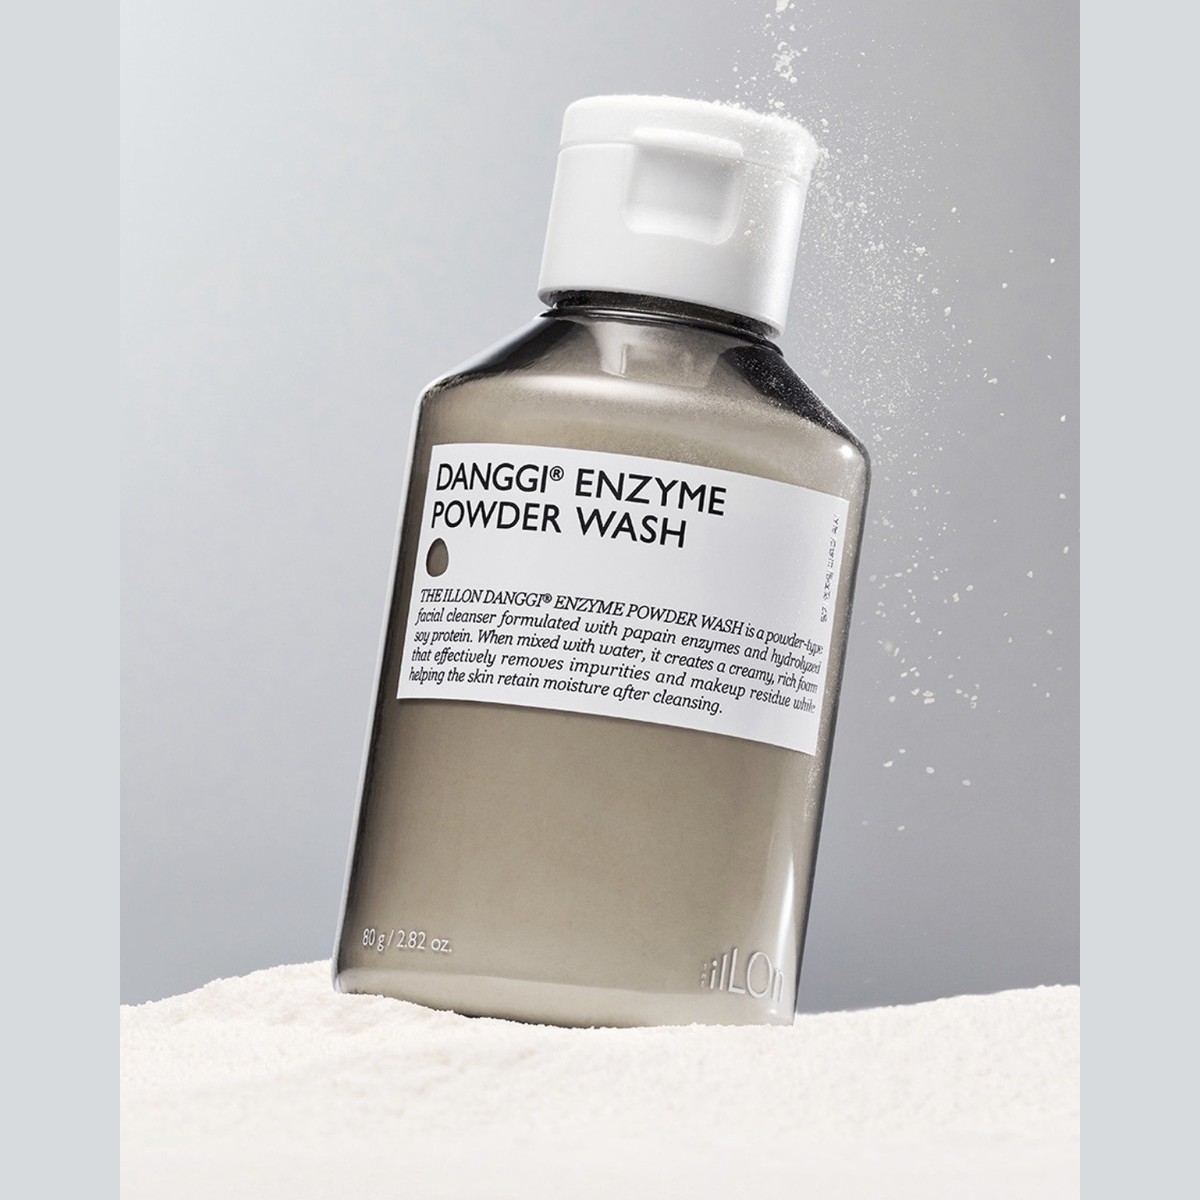 DANGGI® ENZYME
POWDER WASH
THE ILLON DANGGI® ENZYME POWDER WASH is a powder-type
facial cleanser formulated with papain enzymes and hydrolyzed
soy protein. When mixed with water, it creates a creamy, rich foam
that effectively removes impurities and makeup residue while
helping the skin retain moisture after cleansing.
80 g / 2.82 oz.
ilLOn